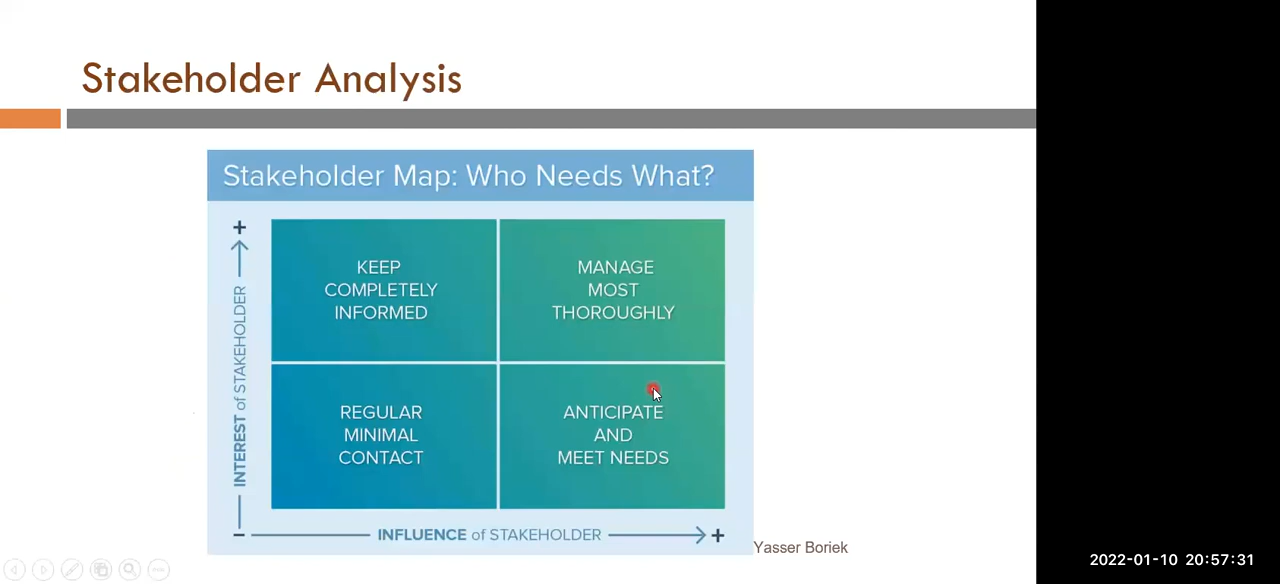 Stakeholder Analysis
Stakeholder Map: Who Needs What?
+
KEEP
COMPLETELY
INFORMED
MANAGE
MOST
THOROUGHLY
INTEREST of STAKEHOLDER
REGULAR
MINIMAL
CONTACT
ANTICIPATE
AND
MEET NEEDS
–
INFLUENCE of STAKEHOLDER
+
Yasser Boriek
2022-01-10 20:57:31